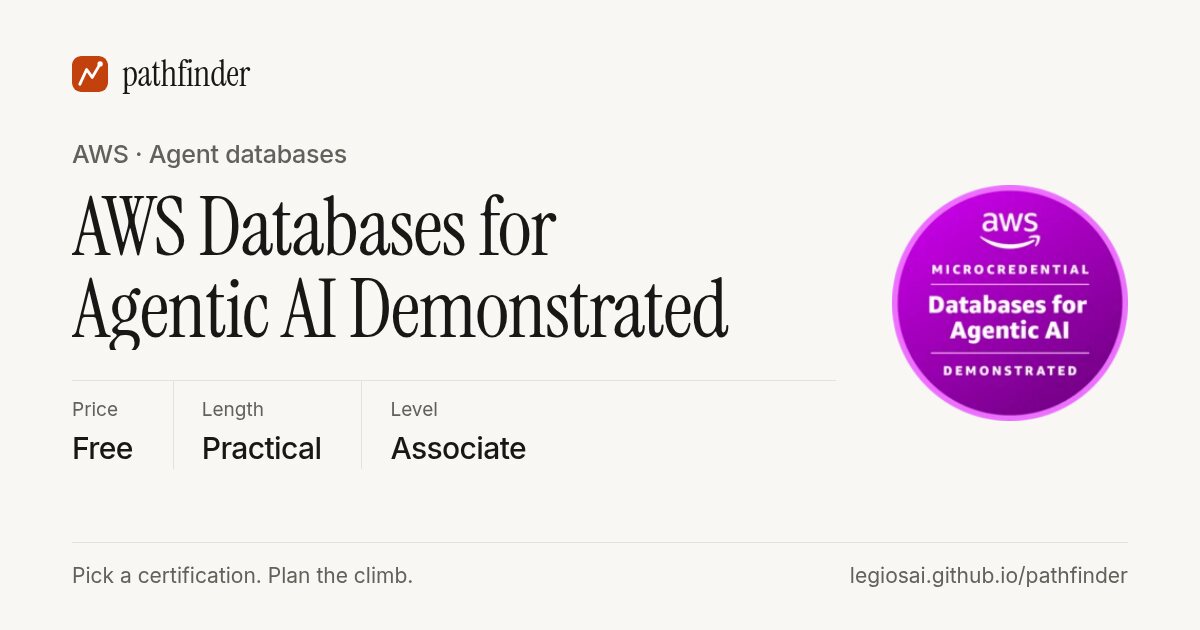 pathfinder
AWS · Agent databases
AWS Databases for
Agentic AI Demonstrated
Price
Free
Length
Practical
Level
Associate
aws
MICROCREDENTIAL
Databases for
Agentic AI
DEMONSTRATED
Pick a certification. Plan the climb.
legiosai.github.io/pathfinder